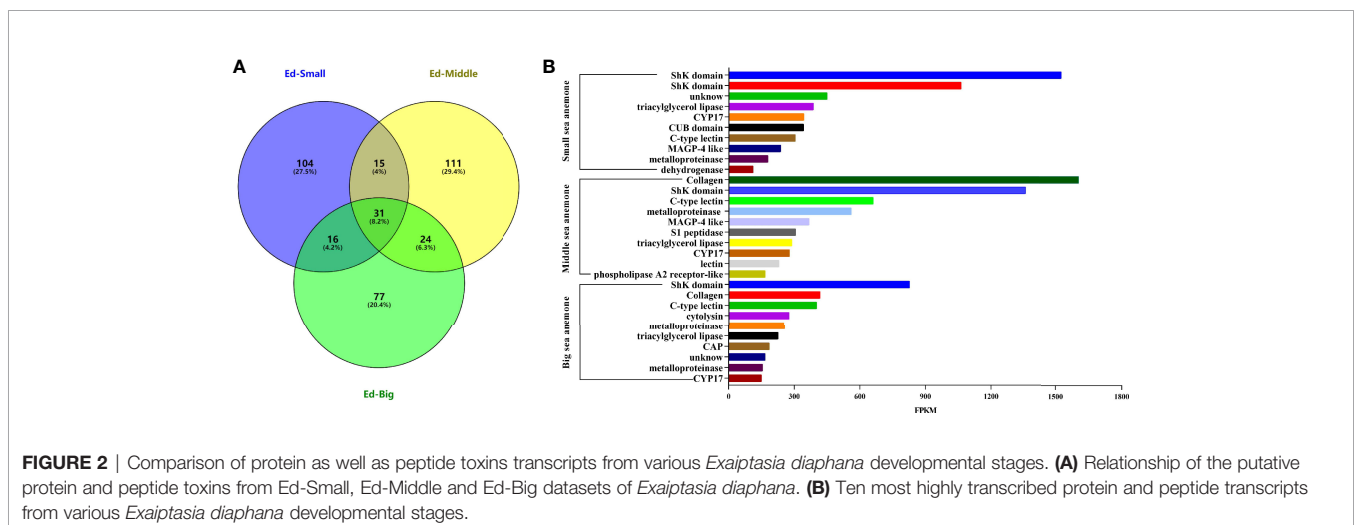 A
Ed-Small
Ed-Middle
104
(27.5%)
15
(4%)
111
(29.4%)
31
(8.2%)
16
(4.2%)
24
(6.3%)
77
(20.4%)
Ed-Big
B
Small sea anemone
ShK domain
ShK domain
unknow
triacylglycerol lipase
CYP17
CUB domain
C-type lectin
MAGP-4 like
metalloproteinase
dehydrogenase
Middle sea anemone
Collagen
ShK domain
C-type lectin
metalloproteinase
MAGP-4 like
S1 peptidase
triacylglycerol lipase
CYP17
lectin
phospholipase A2 receptor-like
Big sea anemone
ShK domain
Collagen
C-type lectin
cytolysin
metalloproteinase
triacylglycerol lipase
CAP
unknow
metalloproteinase
CYP17
0
300
600
900
1200
1500
1800
FPKM
FIGURE 2 | Comparison of protein as well as peptide toxins transcripts from various Exaiptasia diaphana developmental stages. (A) Relationship of the putative
protein and peptide toxins from Ed-Small, Ed-Middle and Ed-Big datasets of Exaiptasia diaphana. (B) Ten most highly transcribed protein and peptide transcripts
from various Exaiptasia diaphana developmental stages.